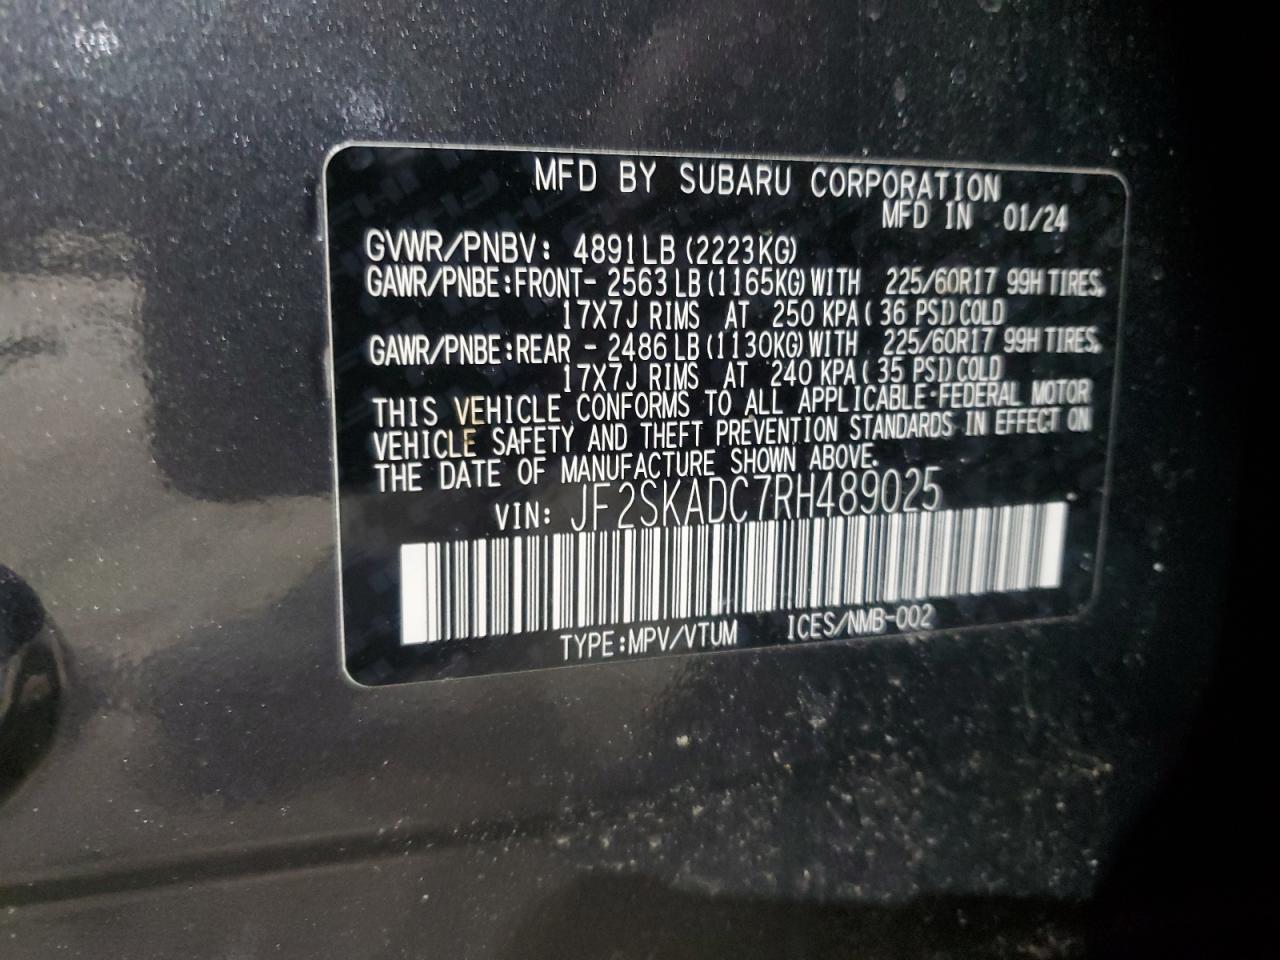 MFD BY SUBARU CORPORATION
MFD IN 01/24
GVWR/PNBV: 4891LB (2223KG)
GAWR/PNBE:FRONT- 2563 LB (1165KG) WITH 225/60R17 99H TIRES,
17X7J RIMS AT 250 KPA ( 36 PSI) COLD
GAWR/PNBE:REAR - 2486 LB (1130KG) WITH 225/60R17 99H TIRES,
17X7J RIMS AT 240 KPA ( 35 PSI) COLD
THIS VEHICLE CONFORMS TO ALL APPLICABLE FEDERAL MOTOR
VEHICLE SAFETY AND THEFT PREVENTION STANDARDS IN EFFECT ON
THE DATE OF MANUFACTURE SHOWN ABOVE.
VIN: JF2SKADC7RH489025
TYPE:MPV/VTUM ICES/NMB-002